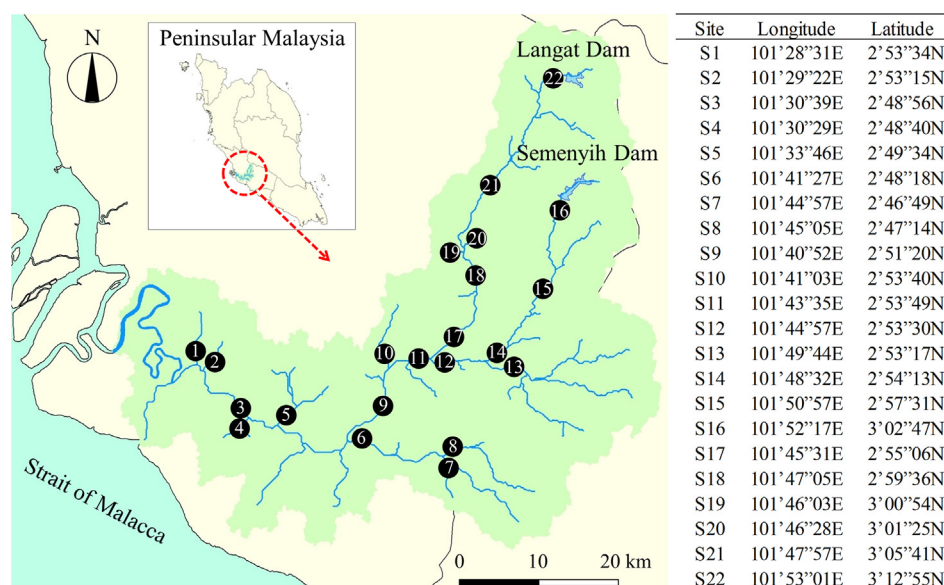 N
Peninsular Malaysia
Langat Dam
22
Semenyih Dam
21
16
20
19
18
15
17
1
2
10
11
12
14
13
3
4
5
9
6
8
7
Strait of Malacca
0 10 20 km
Site Longitude Latitude
S1 101’28”31E 2’53”34N
S2 101’29”22E 2’53”15N
S3 101’30”39E 2’48”56N
S4 101’30”29E 2’48”40N
S5 101’33”46E 2’49”34N
S6 101’41”27E 2’48”18N
S7 101’44”57E 2’46”49N
S8 101’45”05E 2’47”14N
S9 101’40”52E 2’51”20N
S10 101’41”03E 2’53”40N
S11 101’43”35E 2’53”49N
S12 101’44”57E 2’53”30N
S13 101’49”44E 2’53”17N
S14 101’48”32E 2’54”13N
S15 101’50”57E 2’57”31N
S16 101’52”17E 3’02”47N
S17 101’45”31E 2’55”06N
S18 101’47”05E 2’59”36N
S19 101’46”03E 3’00”54N
S20 101’46”28E 3’01”25N
S21 101’47”57E 3’05”41N
S22 101’53”01E 3’12”55N